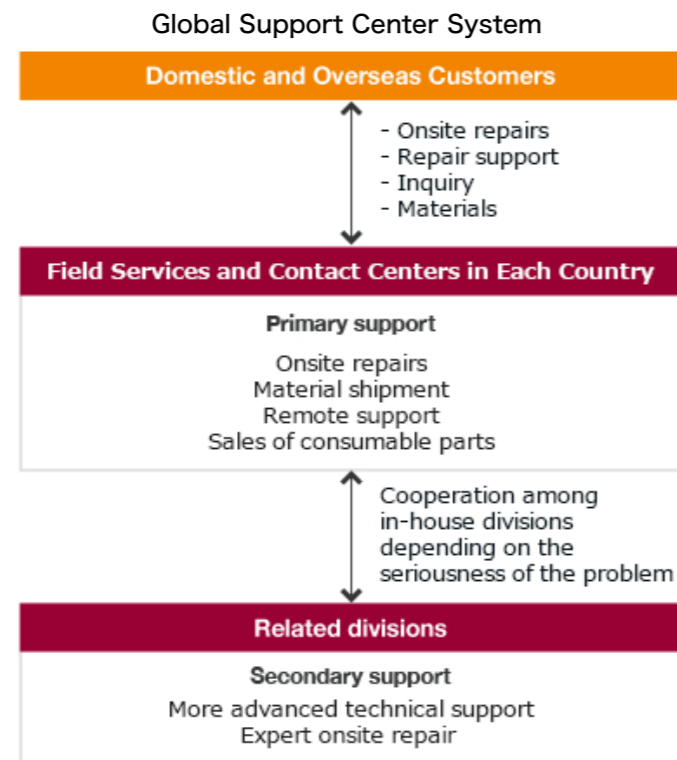 Global Support Center System
Domestic and Overseas Customers
- Onsite repairs
- Repair support
- Inquiry
- Materials
Field Services and Contact Centers in Each Country
Primary support
Onsite repairs
Material shipment
Remote support
Sales of consumable parts
Cooperation among
in-house divisions
depending on the
seriousness of the problem
Related divisions
Secondary support
More advanced technical support
Expert onsite repair